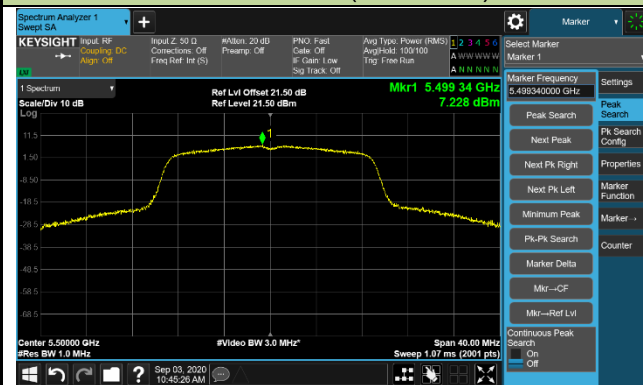 Spectrum Analyzer 1
Swept SA
Marker
KEYSIGHT
Input: RF
Coupling: DC
Align: Off
Input Z: 50 Ω
Corrections: Off
Freq Ref: Int (S)
#Atten: 20 dB
Preamp: Off
PNO: Fast
Gate: Off
IF Gain: Low
Sig Track: Off
Avg Type: Power (RMS)
Avg|Hold: 100/100
Trig: Free Run
1 2 3 4 5 6
A W W W W W
A N N N N N
Select Marker
Marker 1
1 Spectrum
Scale/Div 10 dB
Log
Ref Lvl Offset 21.50 dB
Ref Level 21.50 dBm
Mkr1 5.499 34 GHz
7.228 dBm
11.5
1.50
-8.50
-18.5
-28.5
-38.5
-48.5
-58.5
-68.5
1
Center 5.50000 GHz
#Res BW 1.0 MHz
#Video BW 3.0 MHz*
Span 40.00 MHz
Sweep 1.07 ms (2001 pts)
Marker Frequency
5.499340000 GHz
Peak Search
Next Peak
Next Pk Right
Next Pk Left
Minimum Peak
Pk-Pk Search
Marker Delta
Mkr→CF
Mkr→Ref Lvl
Continuous Peak
Search
On
Off
Settings
Peak
Search
Pk Search
Config
Properties
Marker
Function
Marker→
Counter
Sep 03, 2020
10:45:26 AM